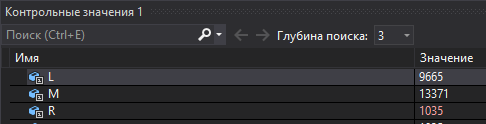 Контрольные значения 1
Поиск (Ctrl+E) Глубина поиска: 3
Имя Значение
L 9665
M 13371
R 1035